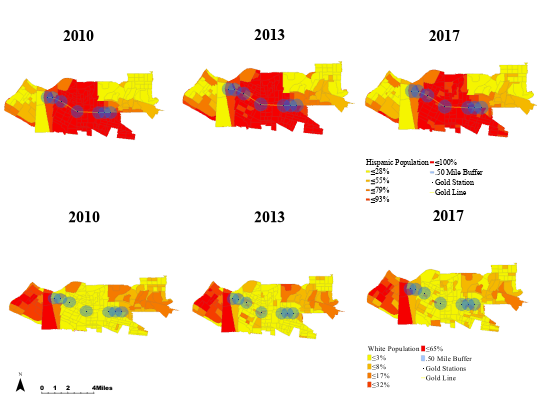 2010
2013
2017
Hispanic Population ≤100%
≤28% .50 Mile Buffer
≤55% Gold Station
≤79% Gold Line
≤93%
2010
2013
2017
White Population ≤65%
≤3% .50 Mile Buffer
≤8% Gold Stations
≤17% Gold Line
≤32%
N
0 1 2 4Miles